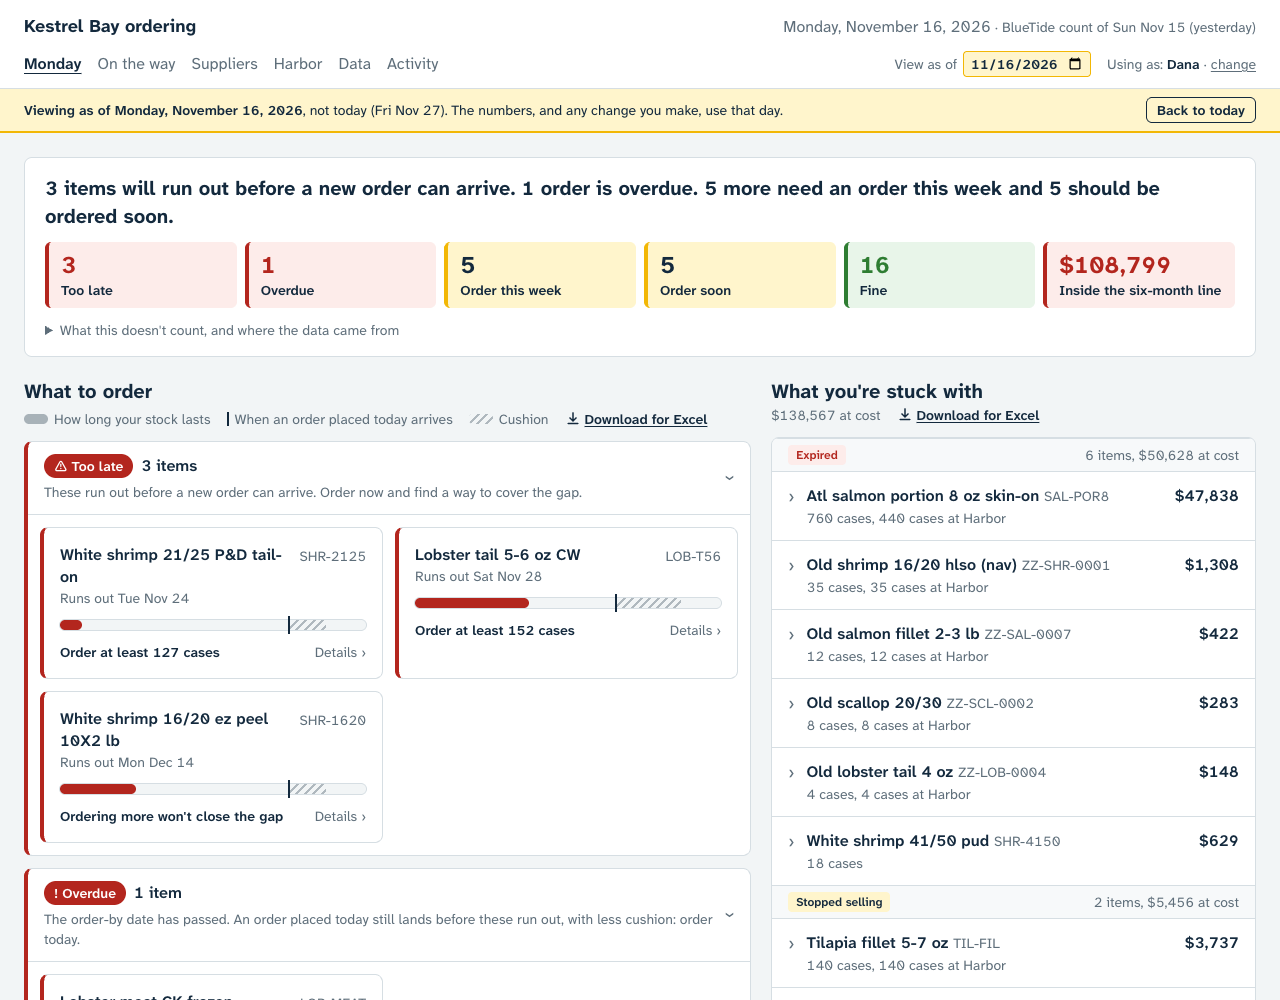 Kestrel Bay ordering
Monday, November 16, 2026 · BlueTide count of Sun Nov 15 (yesterday)
Monday On the way Suppliers Harbor Data Activity
View as of 11/16/2026 Using as: Dana · change
Viewing as of Monday, November 16, 2026, not today (Fri Nov 27). The numbers, and any change you make, use that day.
Back to today
3 items will run out before a new order can arrive. 1 order is overdue. 5 more need an order this week and 5 should be
ordered soon.
3
Too late
1
Overdue
5
Order this week
5
Order soon
16
Fine
$108,799
Inside the six-month line
What this doesn't count, and where the data came from
What to order
How long your stock lasts When an order placed today arrives Cushion Download for Excel
Too late 3 items
These run out before a new order can arrive. Order now and find a way to cover the gap.
White shrimp 21/25 P&D tail-
on
SHR-2125
Runs out Tue Nov 24
Order at least 127 cases Details ›
Lobster tail 5-6 oz CW LOB-T56
Runs out Sat Nov 28
Order at least 152 cases Details ›
White shrimp 16/20 ez peel
10X2 lb
SHR-1620
Runs out Mon Dec 14
Ordering more won't close the gap Details ›
! Overdue 1 item
The order-by date has passed. An order placed today still lands before these run out, with less cushion: order
today.
Lobster meat CK frozen LOB-MEAT
What you're stuck with
$138,567 at cost Download for Excel
Expired 6 items, $50,628 at cost
Atl salmon portion 8 oz skin-on SAL-POR8 $47,838
760 cases, 440 cases at Harbor
Old shrimp 16/20 hlso (nav) ZZ-SHR-0001 $1,308
35 cases, 35 cases at Harbor
Old salmon fillet 2-3 lb ZZ-SAL-0007 $422
12 cases, 12 cases at Harbor
Old scallop 20/30 ZZ-SCL-0002 $283
8 cases, 8 cases at Harbor
Old lobster tail 4 oz ZZ-LOB-0004 $148
4 cases, 4 cases at Harbor
White shrimp 41/50 pud SHR-4150 $629
18 cases
Stopped selling 2 items, $5,456 at cost
Tilapia fillet 5-7 oz TIL-FIL $3,737
140 cases, 140 cases at Harbor